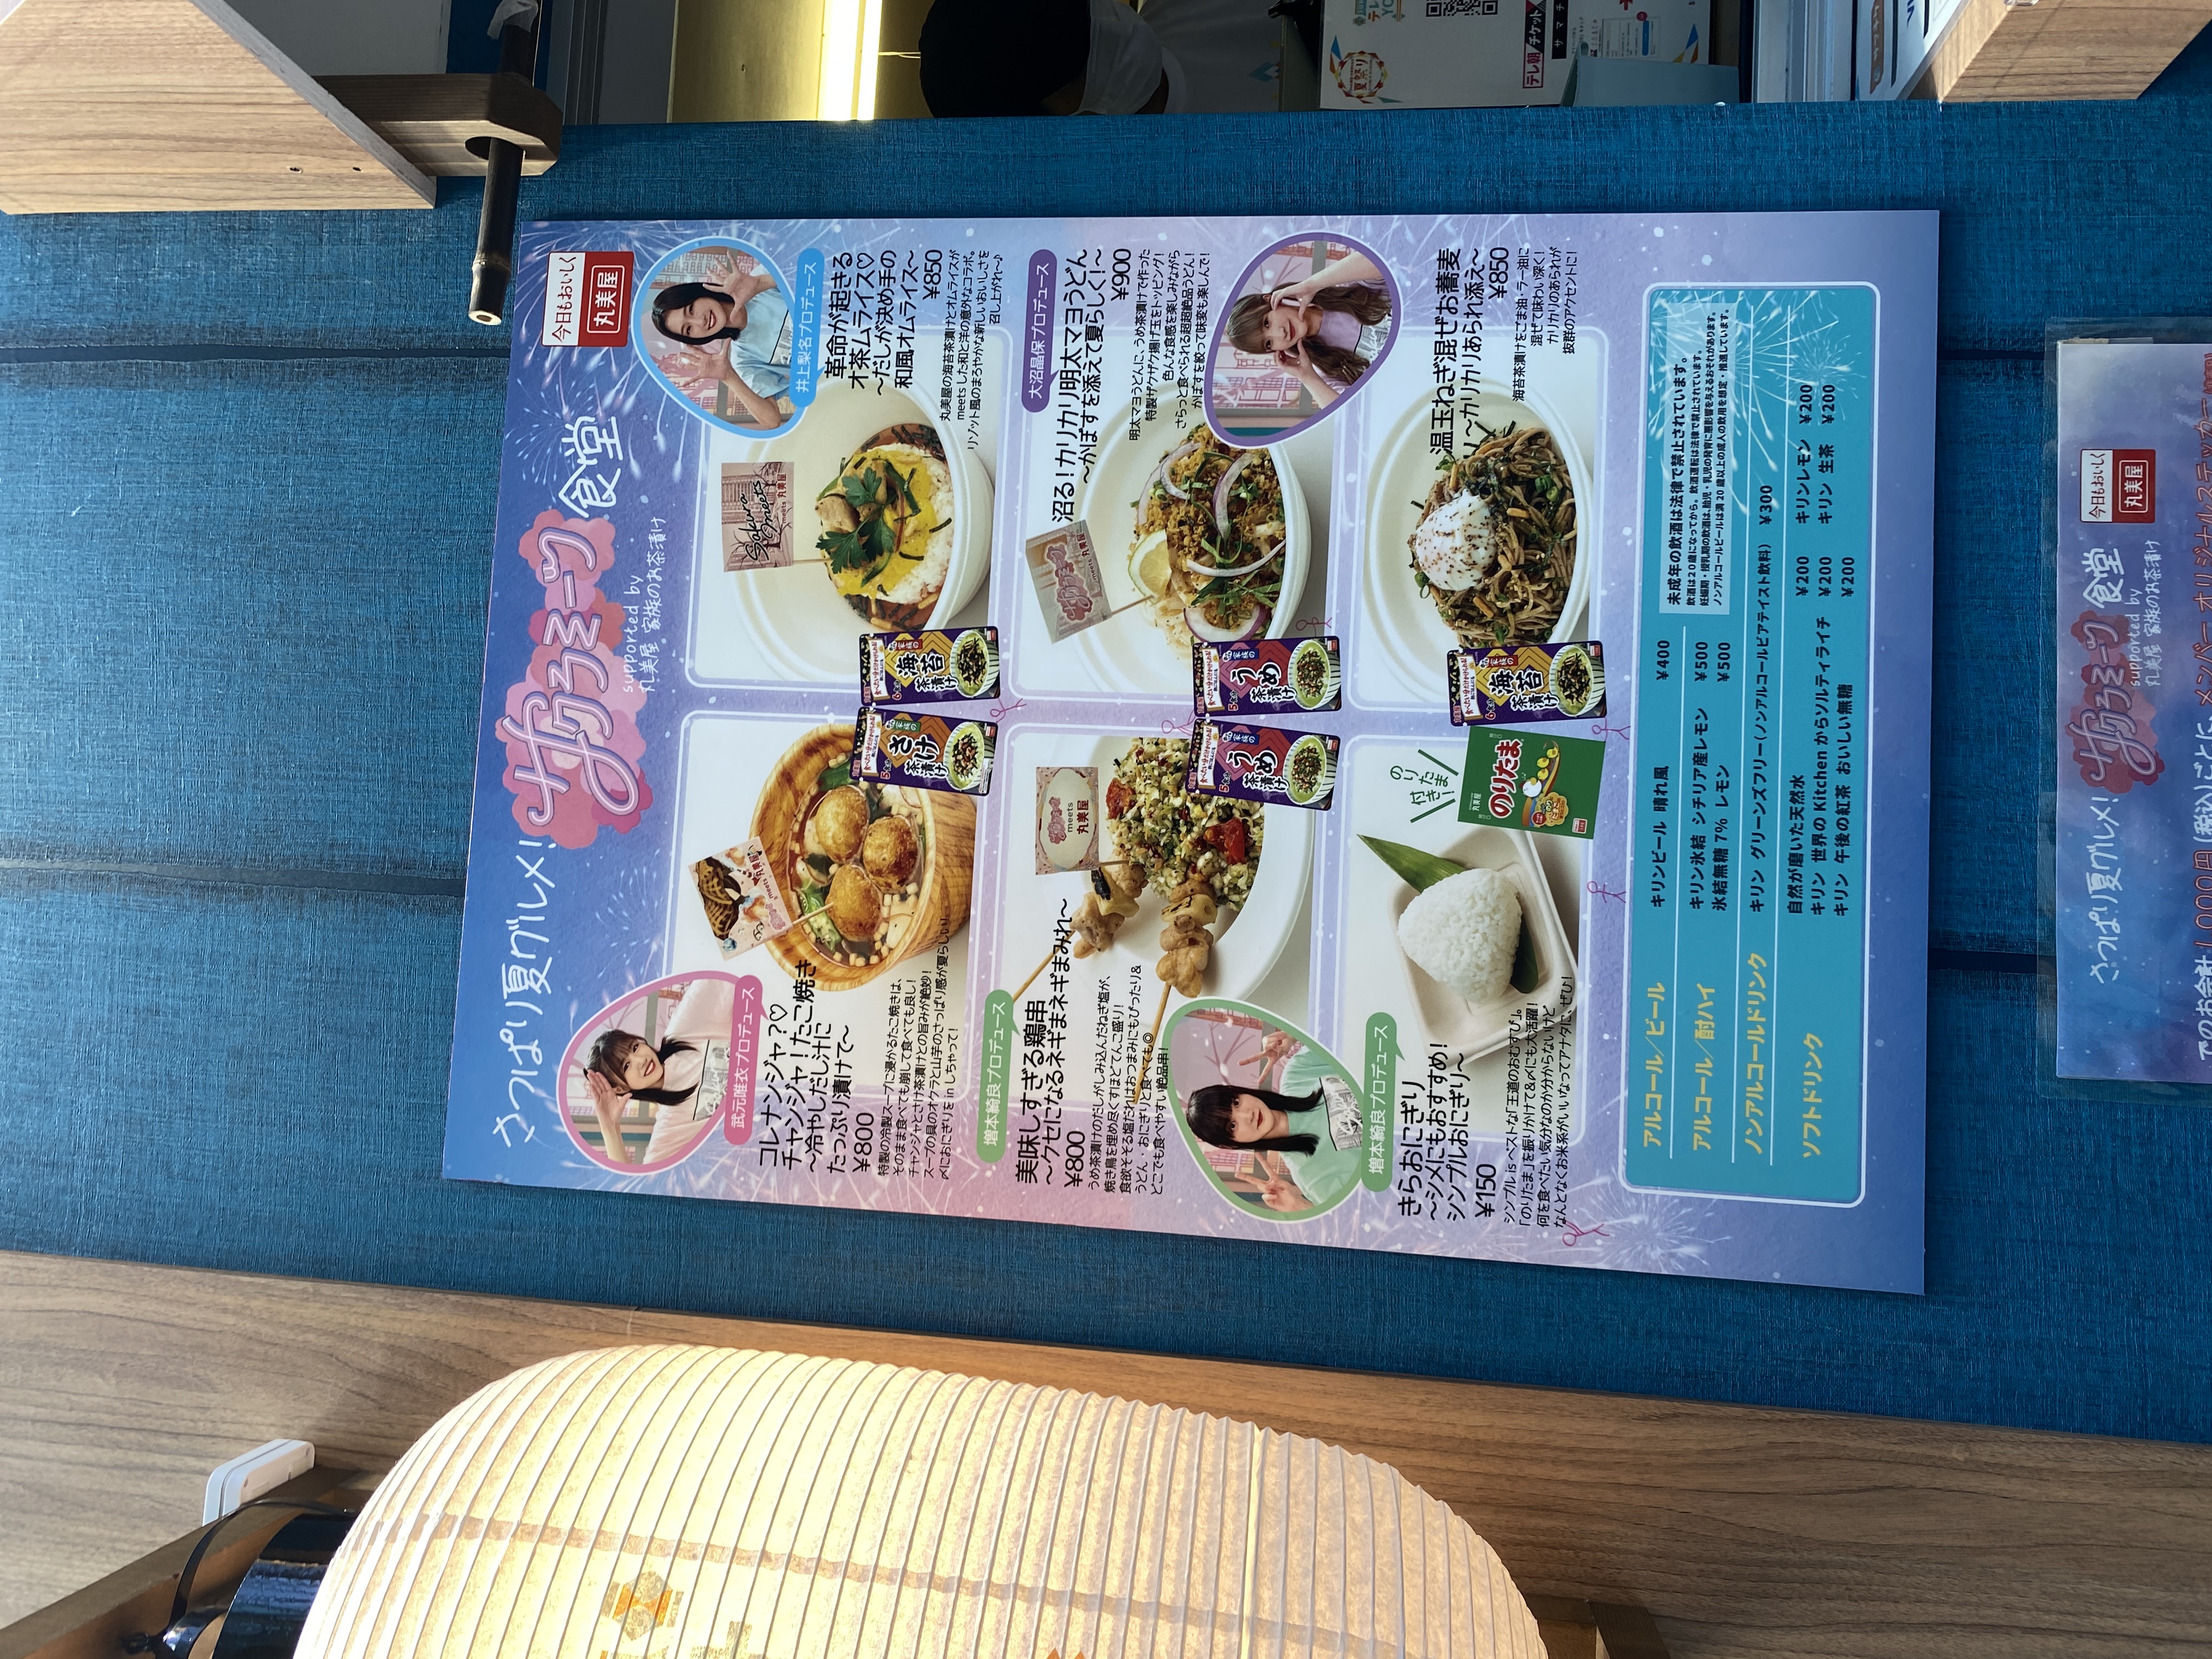 さっぱり夏グルメ!
サクラミーツ
食堂
supported by
丸美屋 家族のお茶漬け
今日もおいしく
丸美屋
武元唯衣プロデュース
コレナンジャ?♡
チャンジャ!たこ焼き
~冷やしだし汁に
たっぷり漬けて~
¥800
特製の冷製スープに浸かるたこ焼きは、
そのまま食べても崩して食べても良し!
チャンジャとさけ茶漬けとの旨みが絶妙!
スープの具のオクラと山芋のさっぱり感が夏らしい!
〆におにぎりを in しちゃって!
meets 丸美屋
さけ
茶漬け
井上梨名プロデュース
革命が起きる
オ茶ムライス♡
~だしが決め手の
和風オムライス~
¥850
丸美屋の海苔茶漬けとオムライスが
meets した和と洋の意外なコラボ。
リゾット風のまろやかな新しいおいしさを
召し上がれ~♪
Sakura
meets
meets 丸美屋
海苔
茶漬け
増本綺良プロデュース
美味しすぎる鶏串
~クセになるネギまネギまみれ~
¥800
うめ茶漬けのだしがしみ込んだねぎ塩が、
焼き鳥を埋め尽くすほどてんこ盛り!
食欲そそる塩だれはおつまみにもぴったり&
うどん・おにぎりと食べても◎
どこでも食べやすい絶品串!
サクラミーツ
meets
丸美屋
うめ
茶漬け
大沼晶保プロデュース
沼る!カリカリ明太マヨうどん
~かぼすを添えて夏らしく!~
¥900
明太マヨうどんに、うめ茶漬けで作った
特製ザクザク揚げ玉をトッピング!
色んな食感を楽しみながら
さらっと食べられる超超絶品うどん!
かぼすを絞って味変も楽しんで!
サクラミーツ
meets 丸美屋
うめ
茶漬け
増本綺良プロデュース
きらおにぎり
~シメにもおすすめ!
シンプルおにぎり~
¥150
シンプル is ベストな「王道のおむすび」。
「のりたま」を振りかけて&〆にも大活躍!
何を食べたい気分なのか分からないけど
なんとなくお米系がいいなってアナタに、ぜひ!
のりたま
付き!
丸美屋
のりたま
温玉ねぎ混ぜお蕎麦
~カリカリあられ添え~
¥850
海苔茶漬けをごま油・ラー油に
混ぜて味わい深く!
カリカリのあられが
抜群のアクセントに!
海苔
茶漬け
アルコール/ビール
キリンビール 晴れ風 ¥400
アルコール/酎ハイ
キリン氷結 シチリア産レモン ¥500
氷結無糖 7% レモン ¥500
未成年の飲酒は法律で禁止されています。
飲酒は20歳になってから。飲酒運転は法律で禁止されています。
妊娠期・授乳期の飲酒は、胎児・乳児の発育に悪影響を与えるおそれがあります。
ノンアルコールビールは満 20 歳以上の成人の飲用を想定・推進しています。
ノンアルコールドリンク
キリン グリーンズフリー(ノンアルコールビアテイスト飲料) ¥300
ソフトドリンク
自然が磨いた天然水 ¥200 キリンレモン ¥200
キリン 世界の Kitchen からソルティライチ ¥200 キリン 生茶 ¥200
キリン 午後の紅茶 おいしい無糖 ¥200
さっぱり夏グルメ!
サクラミーツ
食堂
supported by
丸美屋 家族のお茶漬け
今日もおいしく
丸美屋
でのお会計 1,000円(税込)ごとに、メンバー オリジナルステッカー
夏祭り